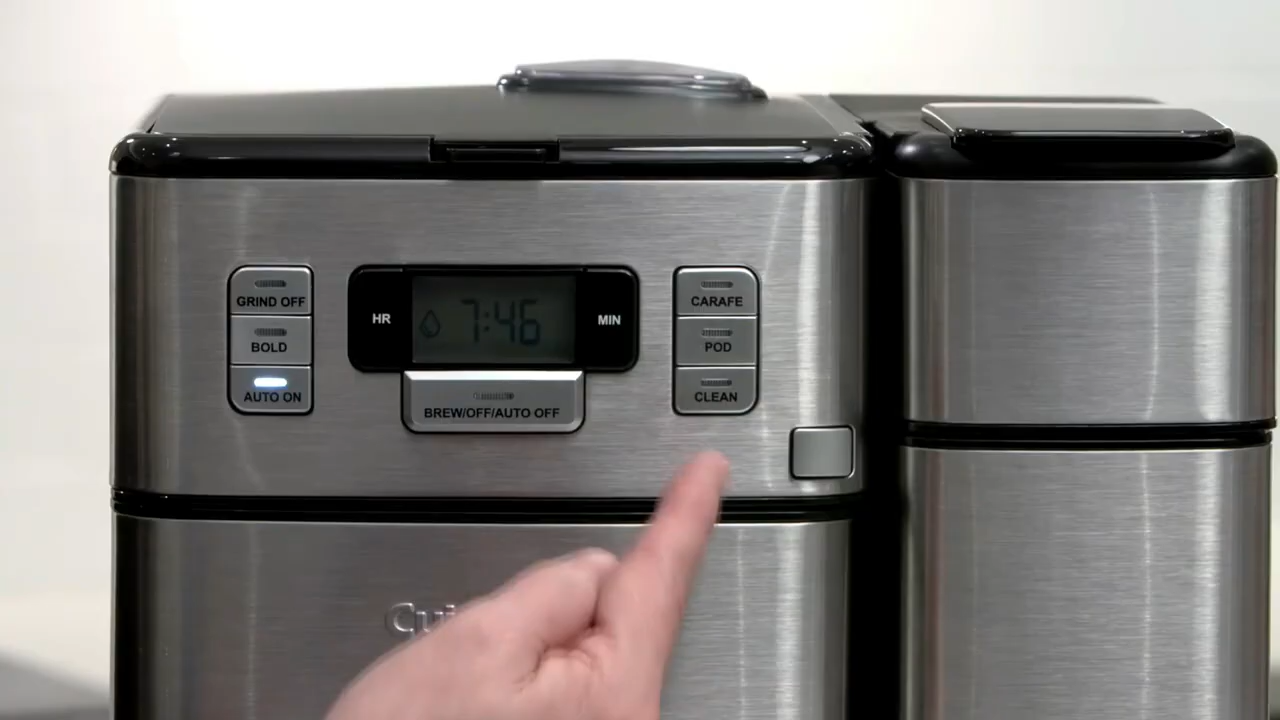 GRIND OFF
BOLD
AUTO ON
HR
7:46
MIN
BREW/OFF/AUTO OFF
CARAFE
POD
CLEAN